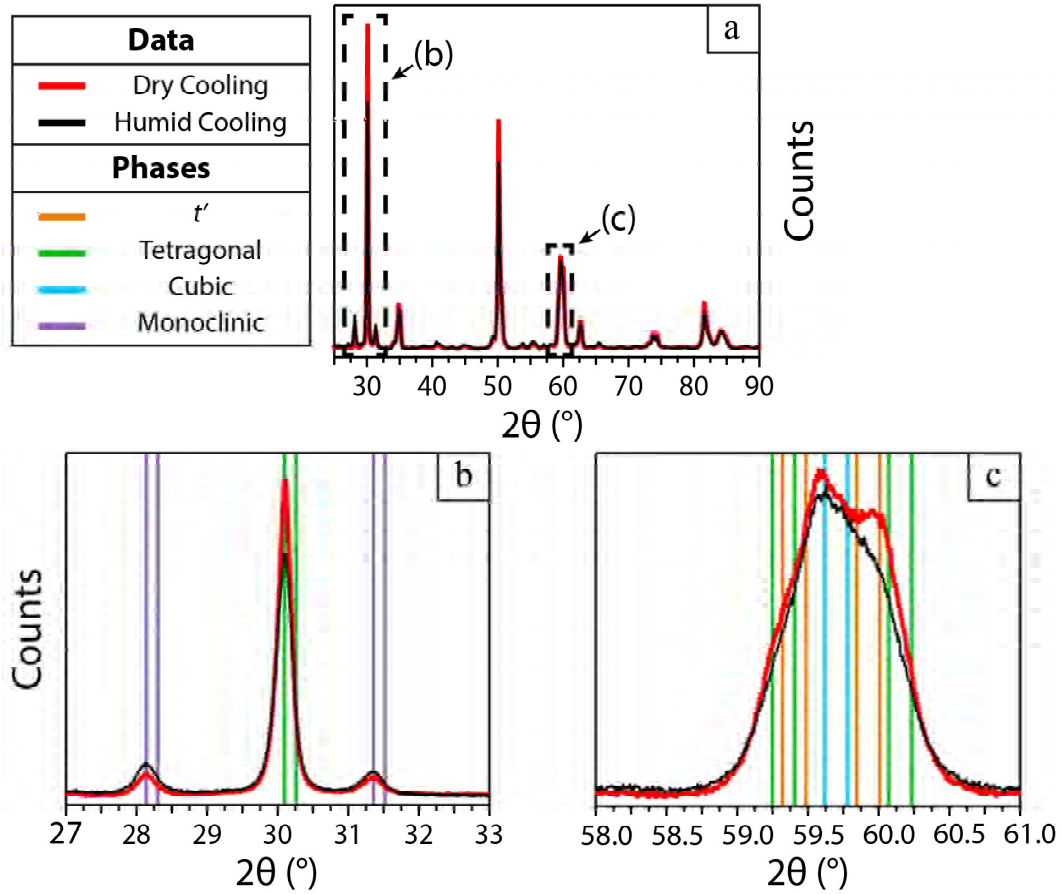 Data
Dry Cooling
Humid Cooling
Phases
t′
Tetragonal
Cubic
Monoclinic
a
(b)
(c)
Counts
30 40 50 60 70 80 90
2θ (°)
b
Counts
27 28 29 30 31 32 33
2θ (°)
c
58.0 58.5 59.0 59.5 60.0 60.5 61.0
2θ (°)